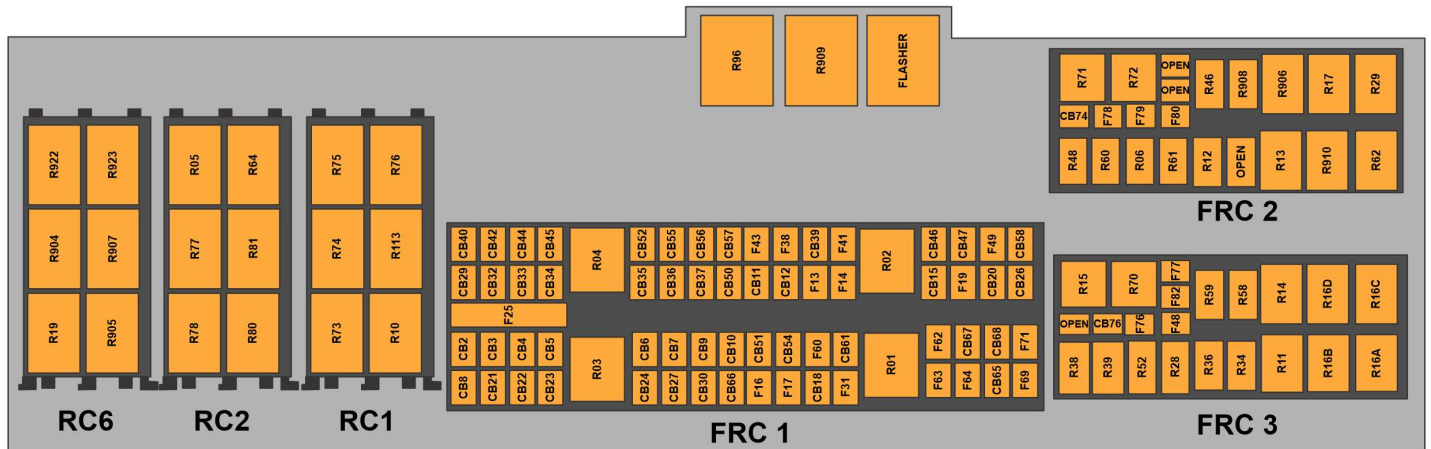 R96 R909 FLASHER
R922 R923
R904 R907
R19 R905
RC6
R05 R64
R77 R81
R78 R80
RC2
R75 R76
R74 R113
R73 R10
RC1
CB40 CB42 CB44 CB45 R04 CB52 CB55 CB56 CB57 F43 F38 CB39 F41 R02 CB46 CB47 F49 CB58
CB29 CB32 CB33 CB34 CB35 CB36 CB37 CB50 CB11 CB12 F13 F14 CB15 F19 CB20 CB26
F25
CB2 CB3 CB4 CB5 R03 CB6 CB7 CB9 CB10 CB51 CB54 F60 CB61 R01 F62 CB67 CB68 F71
CB8 CB21 CB22 CB23 CB24 CB27 CB30 CB66 F16 F17 CB18 F31 F63 F64 CB65 F69
FRC 1
R71 R72 OPEN R46 R908 R906 R17 R29
OPEN
CB74 F78 F79 F80
R48 R60 R06 R61 R12 OPEN R13 R910 R62
FRC 2
R15 R70 F77 R59 R58 R14 R16D R16C
F82
OPEN CB76 F76 F48
R38 R39 R52 R28 R36 R34 R11 R16B R16A
FRC 3